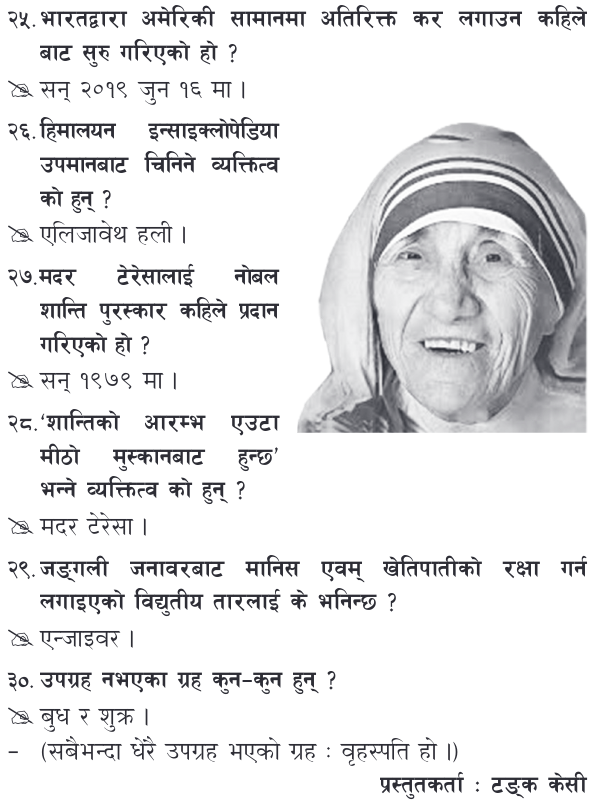 २५. भारतद्वारा अमेरिकी सामानमा अतिरिक्त कर लगाउन कहिले
बाट सुरु गरिएको हो ?
सन् २०१९ जुन १६ मा ।
२६. हिमालयन इन्साइक्लोपेडिया
उपमानबाट चिनिने व्यक्तित्व
को हुन् ?
एलिजावेथ हली ।
२७. मदर टेरेसालाई नोबल
शान्ति पुरस्कार कहिले प्रदान
गरिएको हो ?
सन् १९७९ मा ।
२८. ‘शान्तिको आरम्भ एउटा
मीठो मुस्कानबाट हुन्छ’
भन्ने व्यक्तित्व को हुन् ?
मदर टेरेसा ।
२९. जङ्गली जनावरबाट मानिस एवम् खेतिपातीको रक्षा गर्न
लगाइएको विद्युतीय तारलाई के भनिन्छ ?
एन्जाइवर ।
३०. उपग्रह नभएका ग्रह कुन-कुन हुन् ?
बुध र शुक्र ।
- (सबैभन्दा धेरै उपग्रह भएको ग्रह : वृहस्पति हो ।)
प्रस्तुतकर्ता : टङ्क केसी